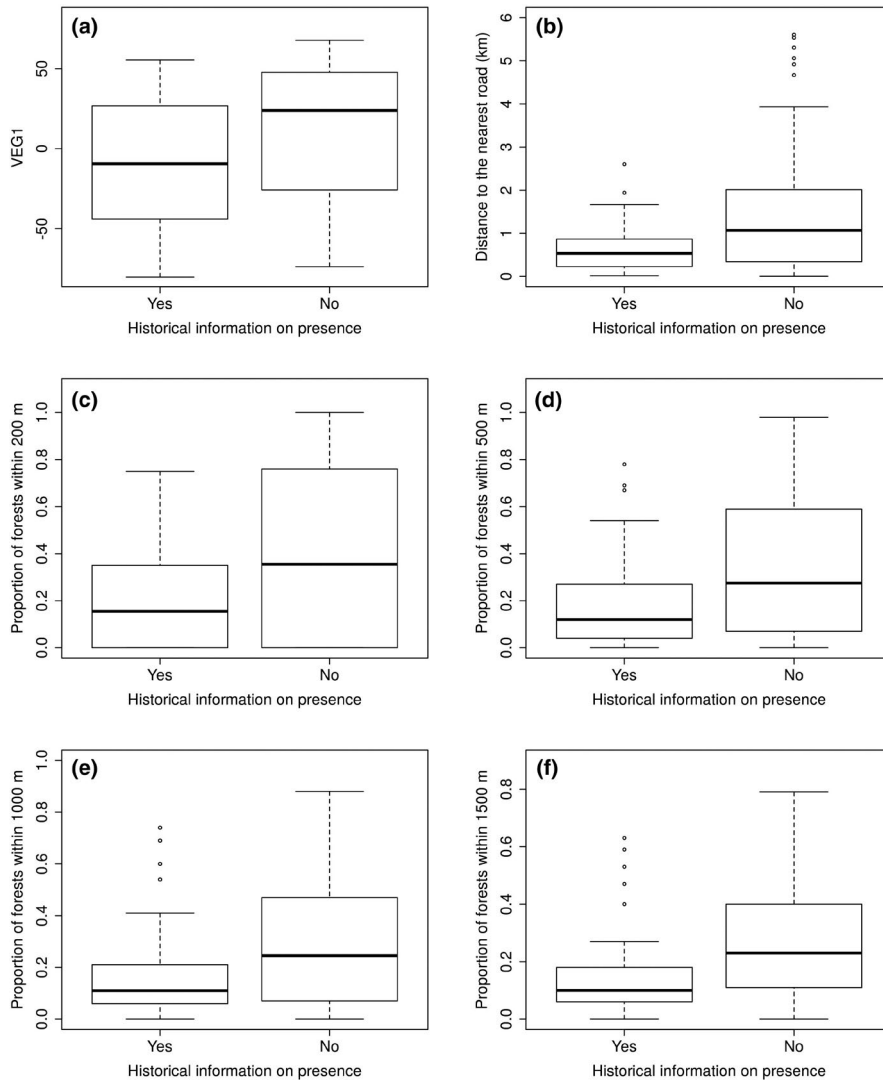 (a)
VEG1
50
0
-50
Yes
No
Historical information on presence
(b)
Distance to the nearest road (km)
6
5
4
3
2
1
0
Yes
No
Historical information on presence
(c)
Proportion of forests within 200 m
1.0
0.8
0.6
0.4
0.2
0.0
Yes
No
Historical information on presence
(d)
Proportion of forests within 500 m
1.0
0.8
0.6
0.4
0.2
0.0
Yes
No
Historical information on presence
(e)
Proportion of forests within 1000 m
1.0
0.8
0.6
0.4
0.2
0.0
Yes
No
Historical information on presence
(f)
Proportion of forests within 1500 m
0.8
0.6
0.4
0.2
0.0
Yes
No
Historical information on presence